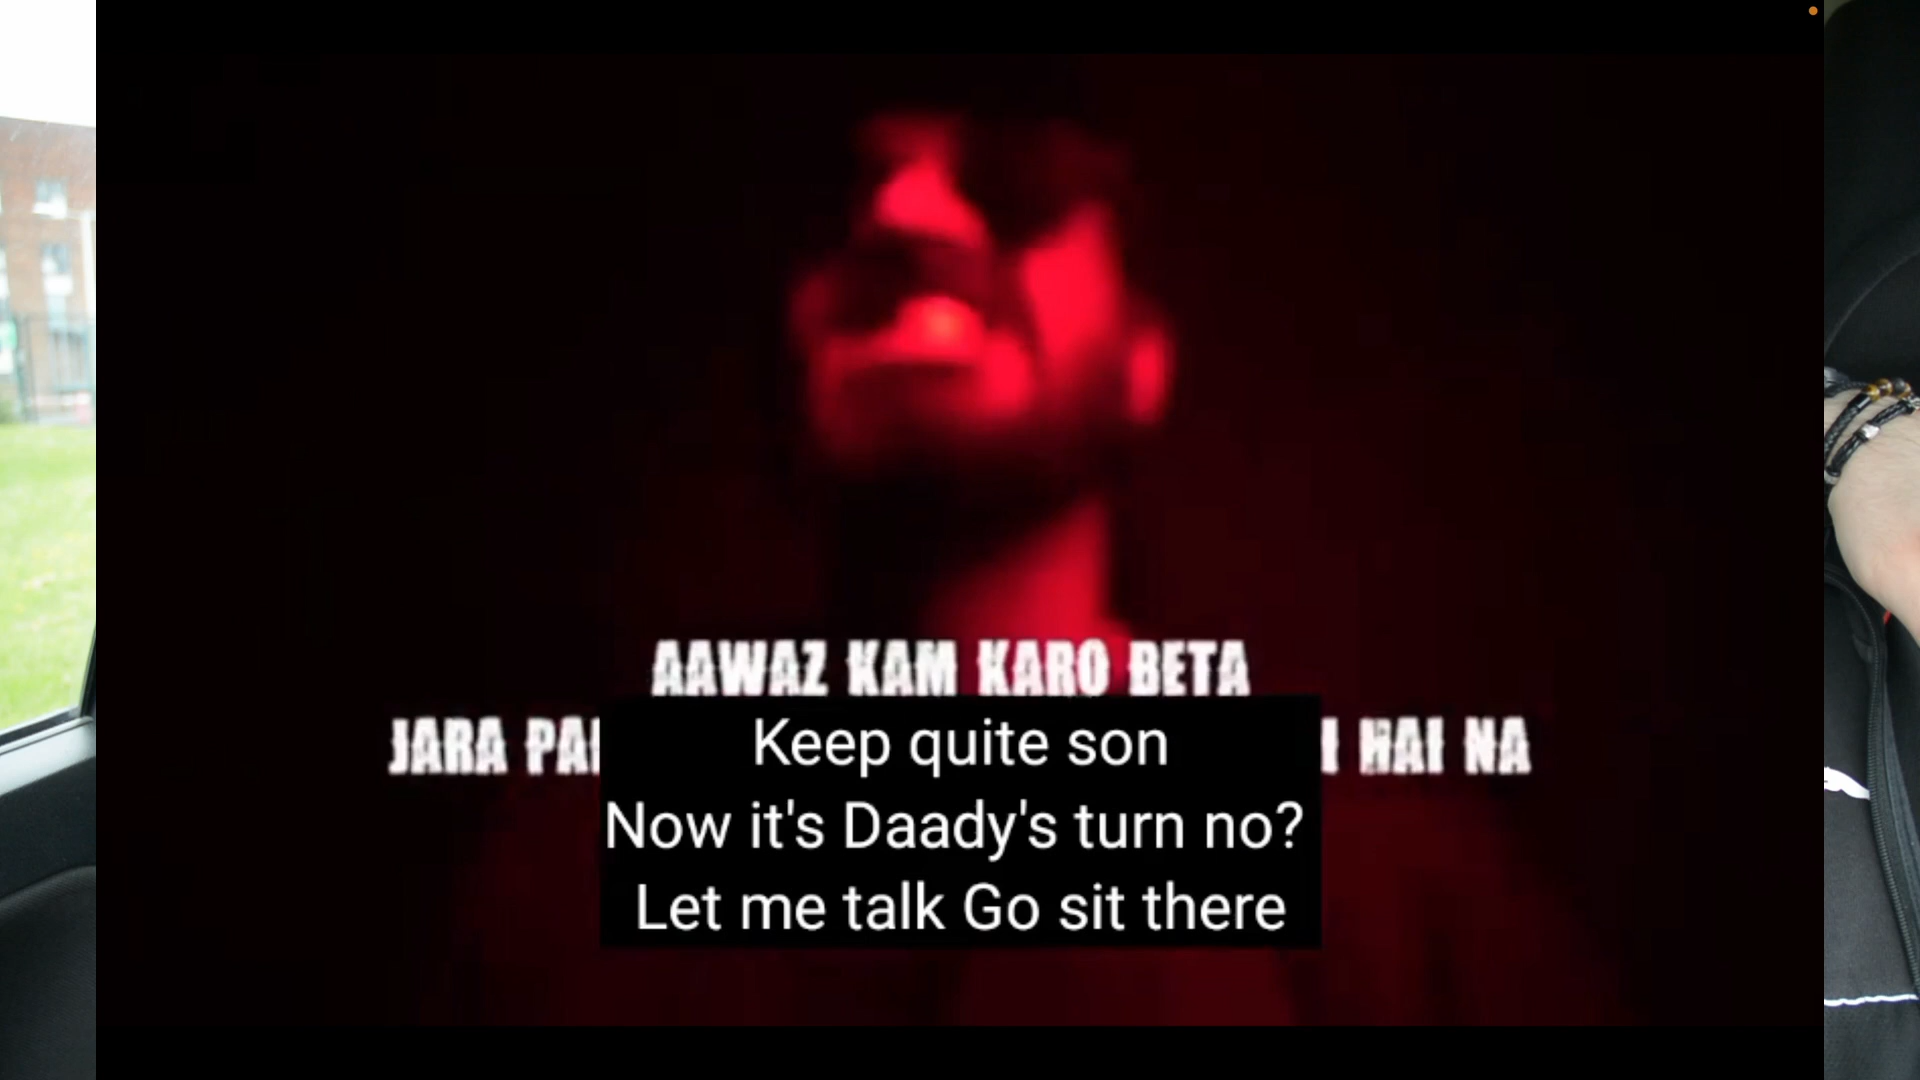 AAWAZ KAM KARO BETA
JARA HAI NA
Keep quite son
Now it's Daady's turn no?
Let me talk Go sit there